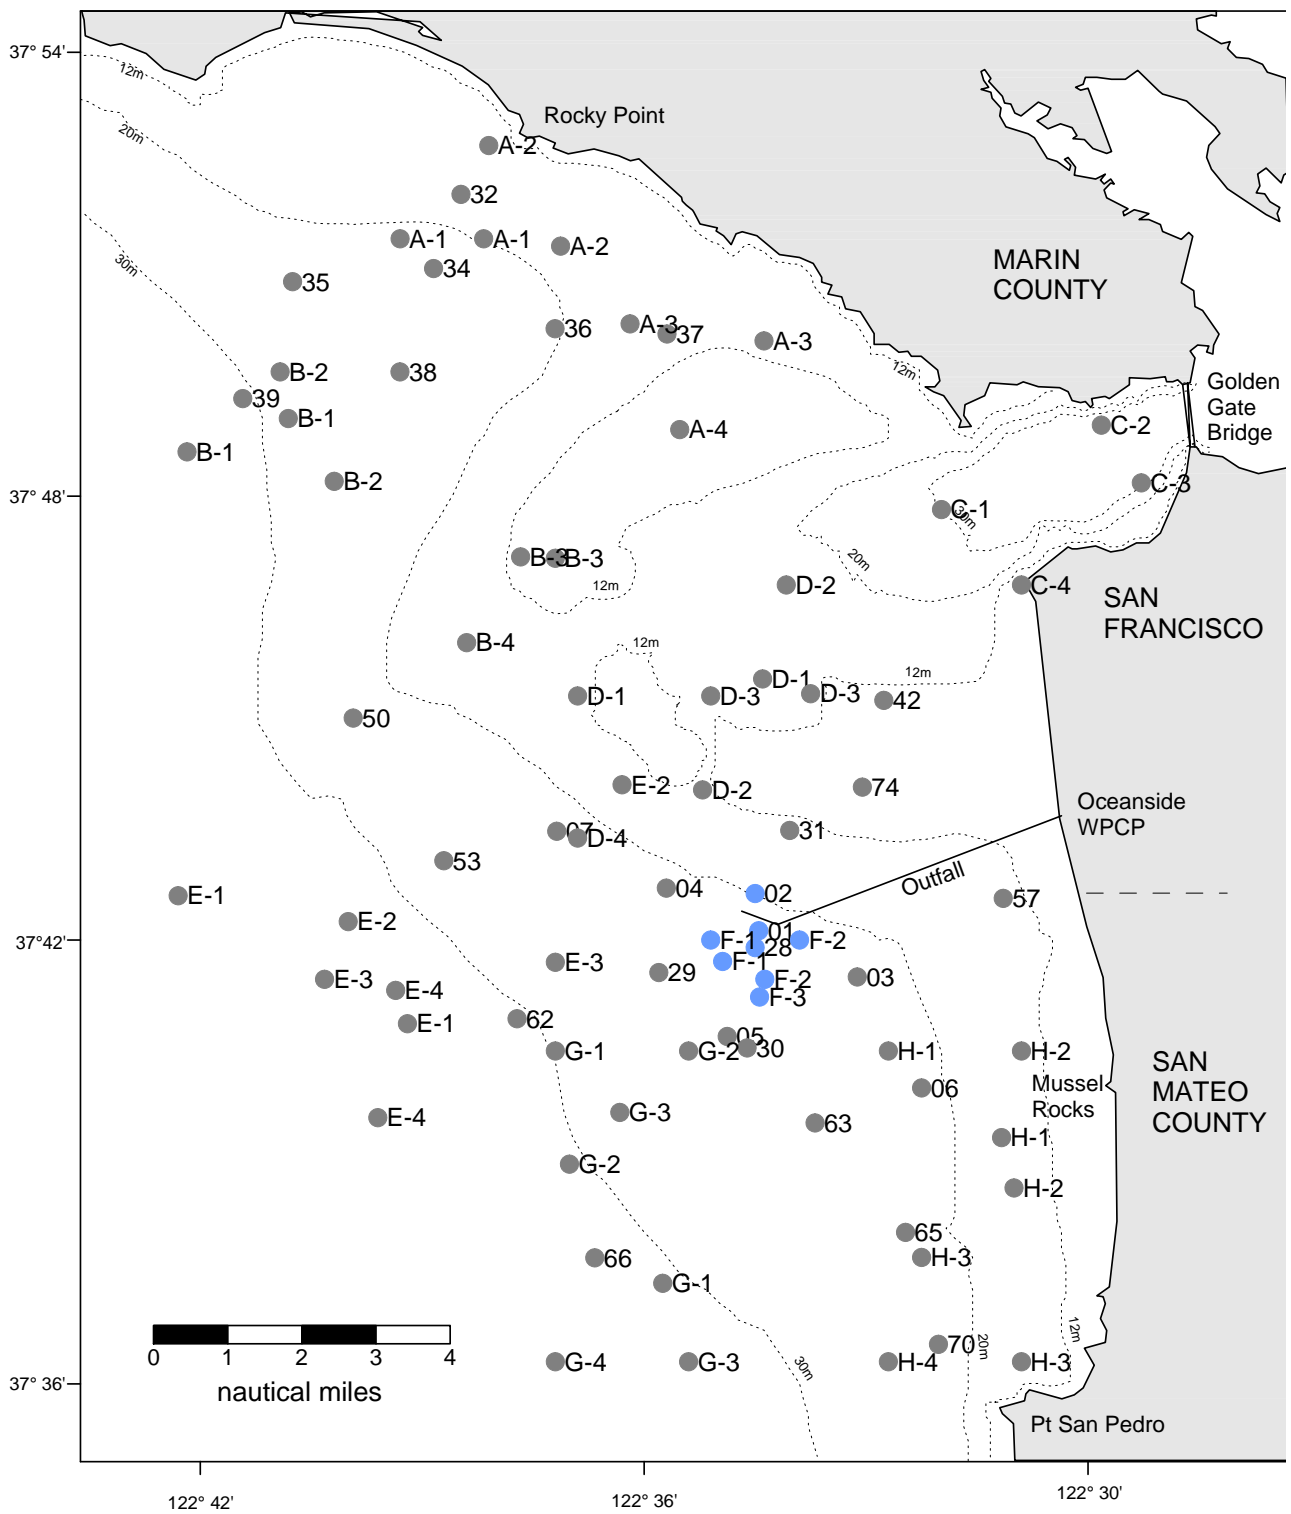 37° 54'
12m
20m
Rocky Point
A-2
32
A-1
A-1
A-2
34
30m
35
MARIN
COUNTY
36
A-3
37
A-3
12m
B-2
38
39
B-1
A-4
Golden
Gate
Bridge
C-2
B-1
B-2
37° 48'
C-3
C-1
30m
B-3
B-3
20m
12m
D-2
C-4
SAN
FRANCISCO
B-4
12m
12m
D-1
D-1
D-3
D-3
42
50
E-2
D-2
74
Oceanside
WPCP
07
D-4
31
53
Outfall
E-1
04
02
57
E-2
37° 42'
01
F-1
28
F-2
E-3
F-1
29
E-3
F-2
03
E-4
F-3
E-1
62
05
30
G-1
G-2
H-1
H-2
SAN
MATEO
COUNTY
Mussel
Rocks
06
E-4
G-3
63
H-1
G-2
H-2
65
66
H-3
G-1
0 1 2 3 4
nautical miles
12m
20m
70
30m
G-4
G-3
H-4
H-3
37° 36'
Pt San Pedro
122° 42'
122° 36'
122° 30'